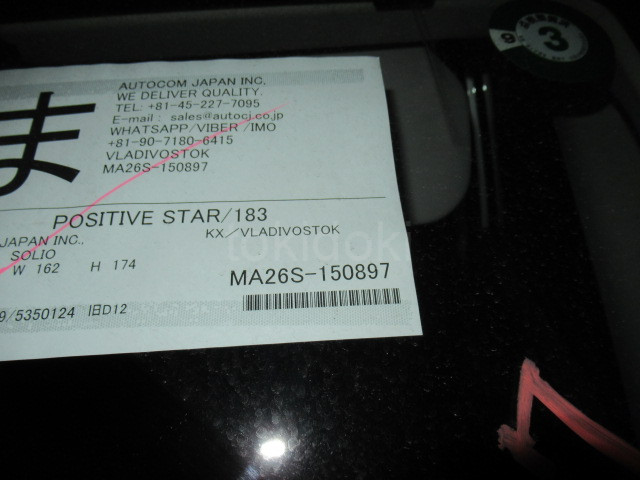 ま
AUTOCOM JAPAN INC,
WE DELIVER QUALITY.
TEL: +81-45-227-7095
E-mail : sales@autocj.co.jp
WHATSAPP/VIBER /IMO
+81-90-7180-6415
VLADIVOSTOK
MA26S-150897
POSITIVE STAR/183
JAPAN INC.,
KX／VLADIVOSTOK
SOLIO
W 162 H 174
MA26S-150897
9/5350124 旧D12
9
3
tokidoki